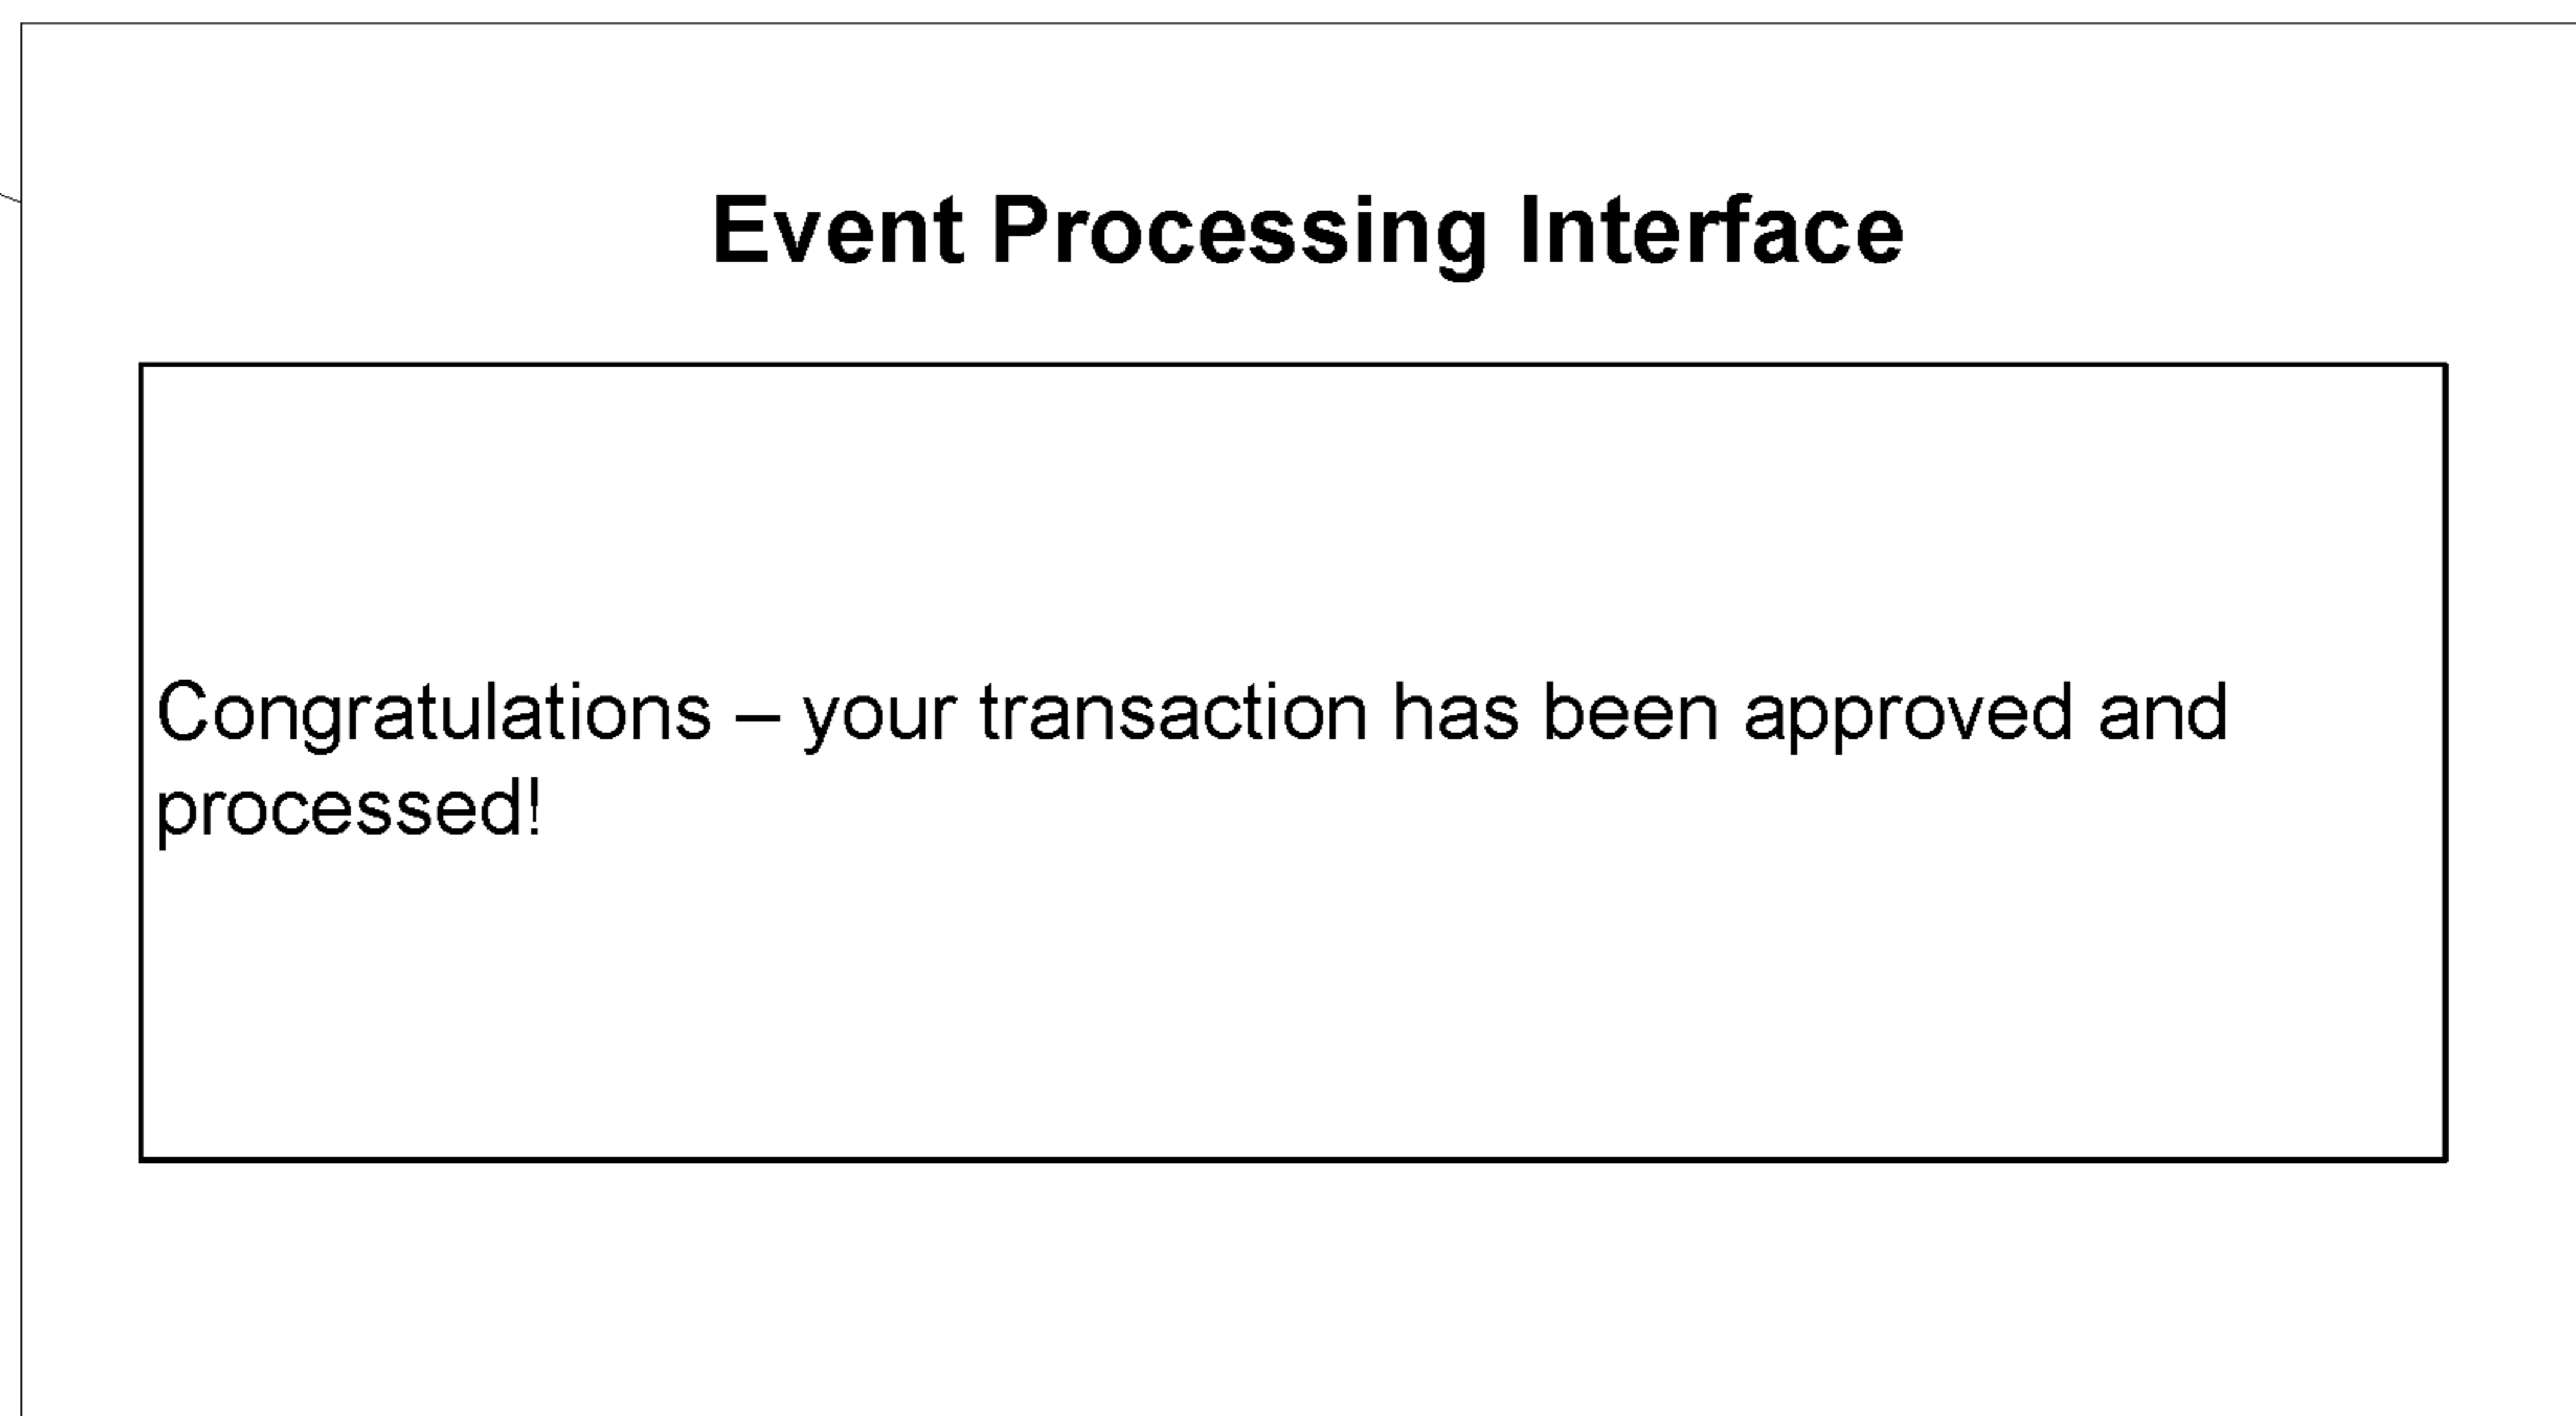 Event Processing Interface
Congratulations – your transaction has been approved and
processed!